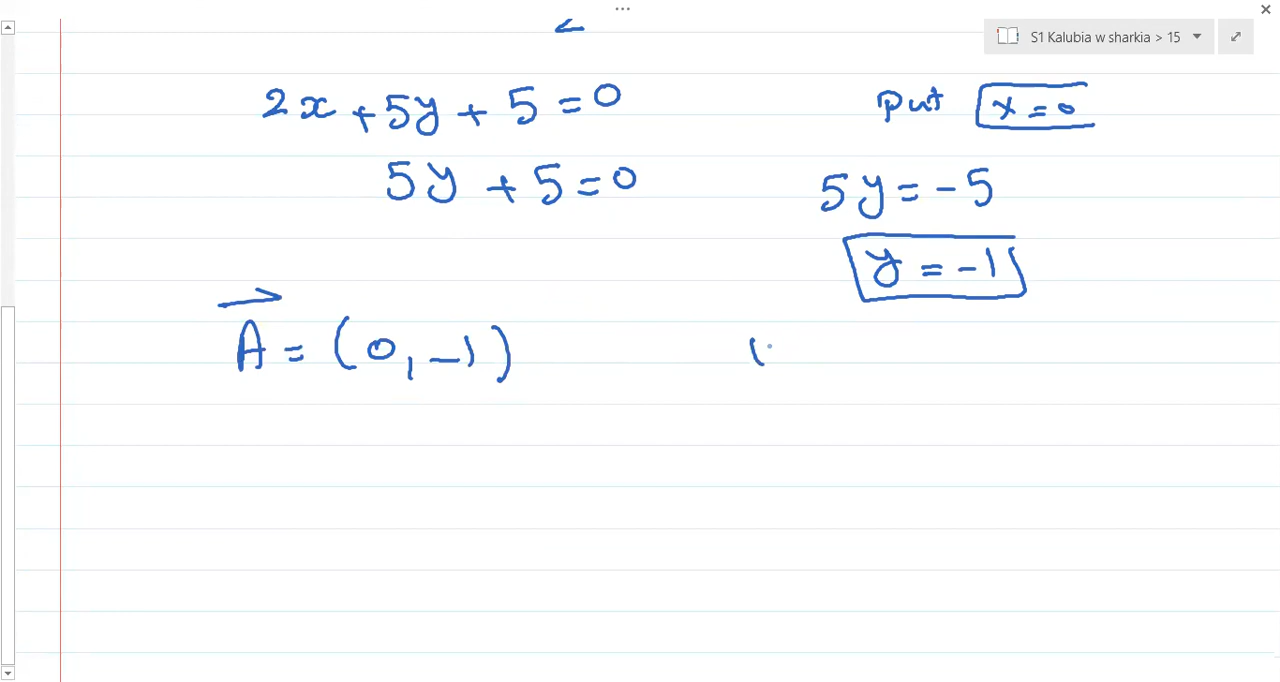 S1 Kalubia w sharkia > 15
2x + 5y + 5 = 0
put x = 0
5y + 5 = 0
5y = -5
y = -1
A = (0, -1)
(